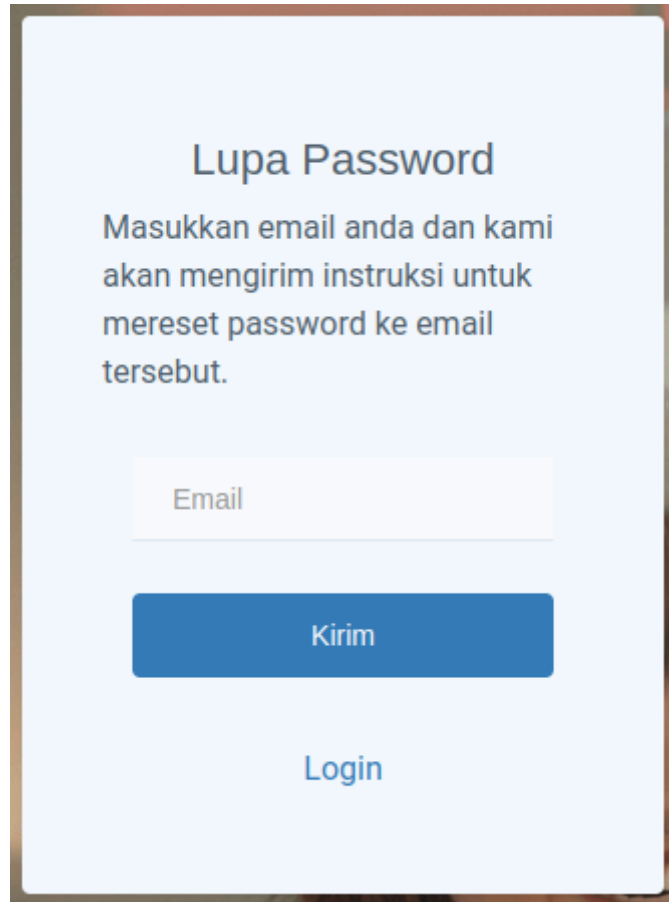 Lupa Password
Masukkan email anda dan kami
akan mengirim instruksi untuk
mereset password ke email
tersebut.
Email
Kirim
Login